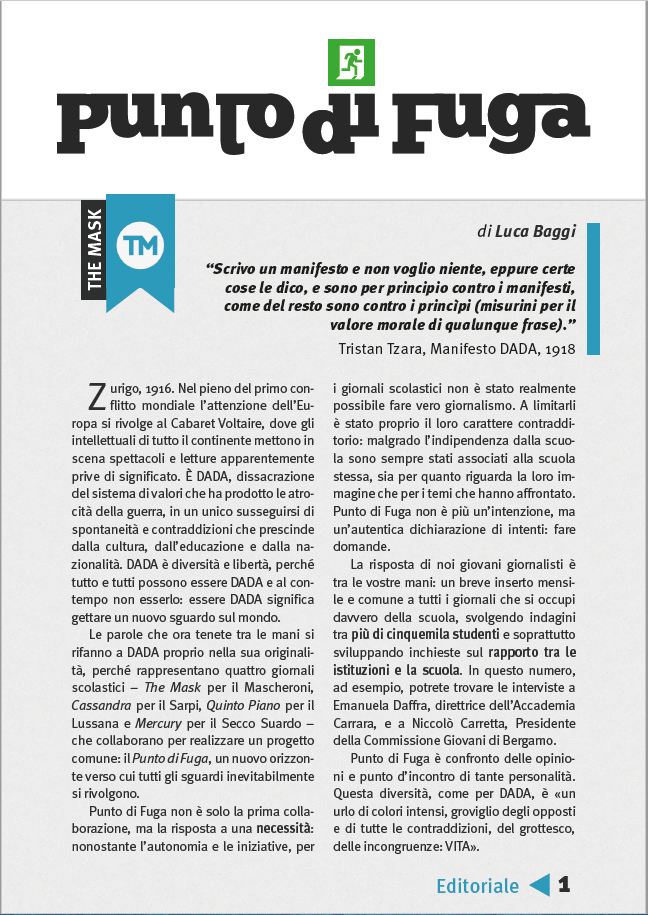 Punto di Fuga
THE MASK
TM
di Luca Baggi
“Scrivo un manifesto e non voglio niente, eppure certe
cose le dico, e sono per principio contro i manifesti,
come del resto sono contro i princìpi (misurini per il
valore morale di qualunque frase).”
Tristan Tzara, Manifesto DADA, 1918
Zurigo, 1916. Nel pieno del primo con-
flitto mondiale l’attenzione dell’Eu-
ropa si rivolge al Cabaret Voltaire, dove gli
intellettuali di tutto il continente mettono in
scena spettacoli e letture apparentemente
prive di significato. È DADA, dissacrazione
del sistema di valori che ha prodotto le atro-
cità della guerra, in un unico susseguirsi di
spontaneità e contraddizioni che prescinde
dalla cultura, dall’educazione e dalla na-
zionalità. DADA è diversità e libertà, perché
tutto e tutti possono essere DADA e al con-
tempo non esserlo: essere DADA significa
gettare un nuovo sguardo sul mondo.
Le parole che ora tenete tra le mani si
rifanno a DADA proprio nella sua originali-
tà, perché rappresentano quattro giornali
scolastici – The Mask per il Mascheroni,
Cassandra per il Sarpi, Quinto Piano per il
Lussana e Mercury per il Secco Suardo –
che collaborano per realizzare un progetto
comune: il Punto di Fuga, un nuovo orizzon-
te verso cui tutti gli sguardi inevitabilmente
si rivolgono.
Punto di Fuga non è solo la prima colla-
borazione, ma la risposta a una necessità:
nonostante l’autonomia e le iniziative, per
i giornali scolastici non è stato realmente
possibile fare vero giornalismo. A limitarli
è stato proprio il loro carattere contraddi-
torio: malgrado l’indipendenza dalla scuo-
la sono sempre stati associati alla scuola
stessa, sia per quanto riguarda la loro im-
magine che per i temi che hanno affrontato.
Punto di Fuga non è più un’intenzione, ma
un’autentica dichiarazione di intenti: fare
domande.
La risposta di noi giovani giornalisti è
tra le vostre mani: un breve inserto mensi-
le e comune a tutti i giornali che si occupi
davvero della scuola, svolgendo indagini
tra più di cinquemila studenti e soprattutto
sviluppando inchieste sul rapporto tra le
istituzioni e la scuola. In questo numero,
ad esempio, potrete trovare le interviste a
Emanuela Daffra, direttrice dell’Accademia
Carrara, e a Niccolò Carretta, Presidente
della Commissione Giovani di Bergamo.
Punto di Fuga è confronto delle opinio-
ni e punto d’incontro di tante personalità.
Questa diversità, come per DADA, è «un
urlo di colori intensi, groviglio degli opposti
e di tutte le contraddizioni, del grottesco,
delle incongruenze: VITA».
Editoriale 1